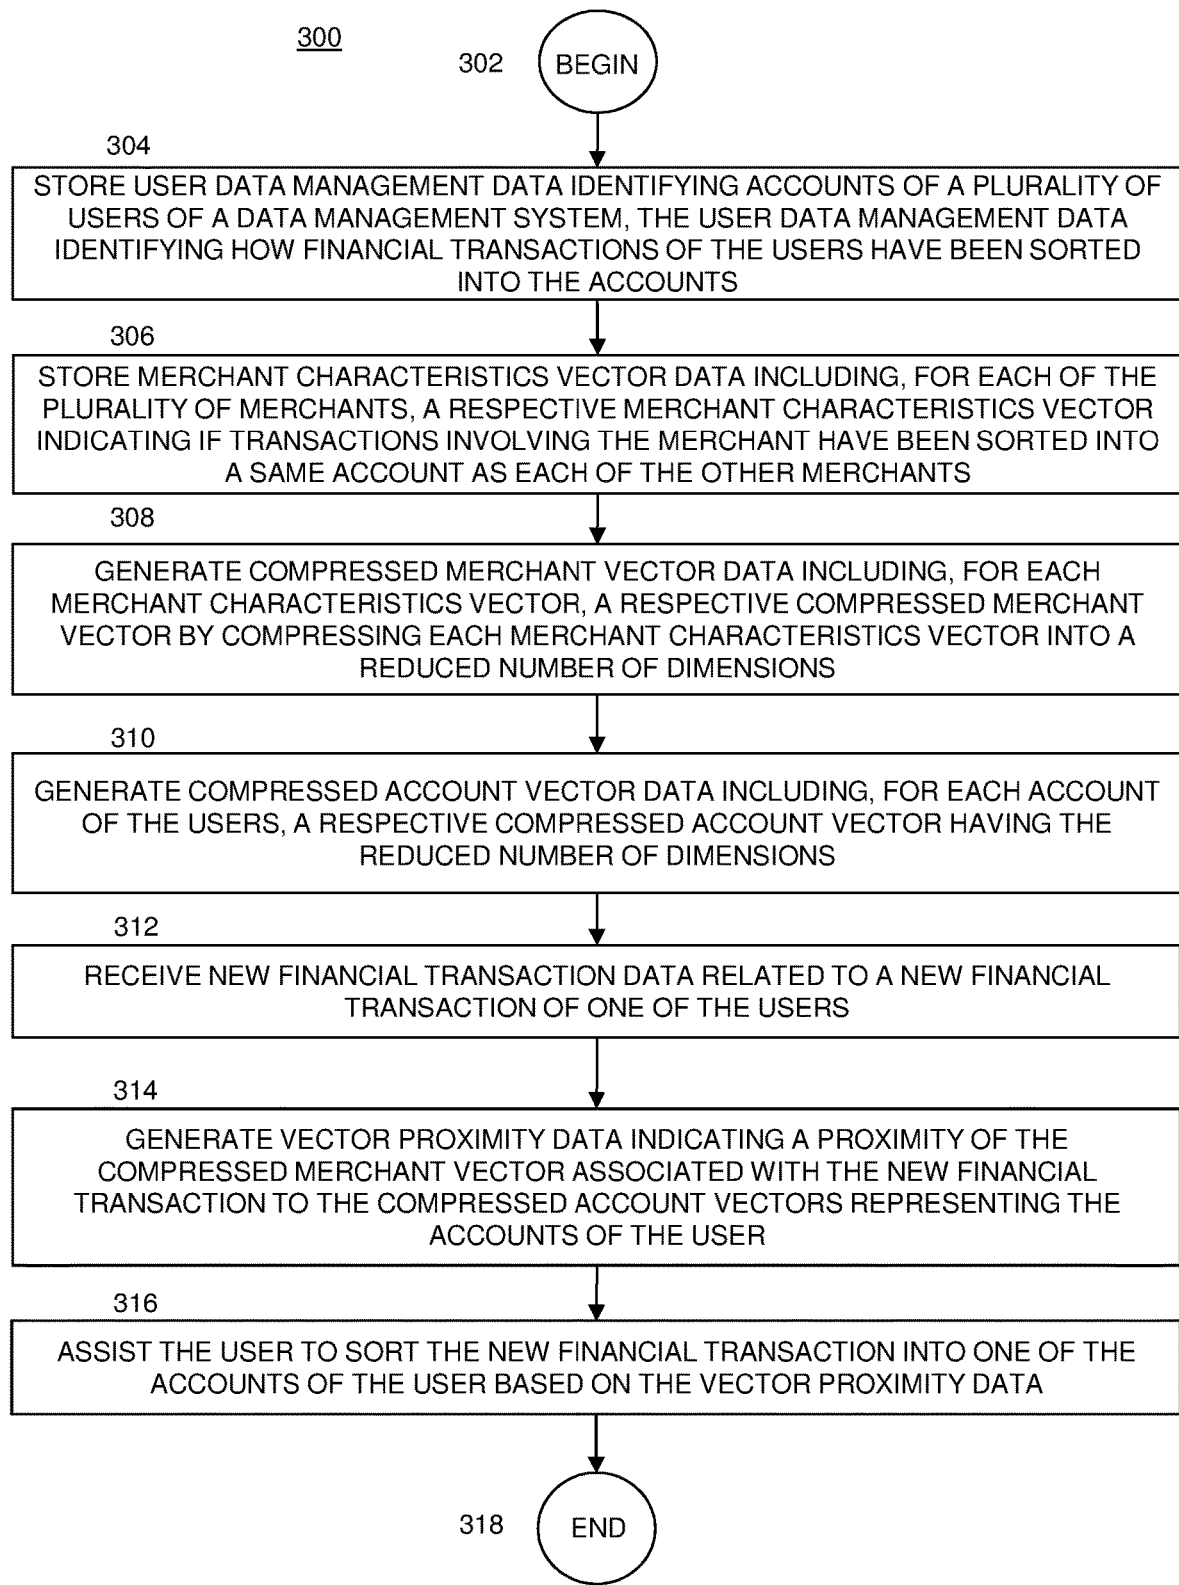 300
302
BEGIN
304
STORE USER DATA MANAGEMENT DATA IDENTIFYING ACCOUNTS OF A PLURALITY OF
USERS OF A DATA MANAGEMENT SYSTEM, THE USER DATA MANAGEMENT DATA
IDENTIFYING HOW FINANCIAL TRANSACTIONS OF THE USERS HAVE BEEN SORTED
INTO THE ACCOUNTS
306
STORE MERCHANT CHARACTERISTICS VECTOR DATA INCLUDING, FOR EACH OF THE
PLURALITY OF MERCHANTS, A RESPECTIVE MERCHANT CHARACTERISTICS VECTOR
INDICATING IF TRANSACTIONS INVOLVING THE MERCHANT HAVE BEEN SORTED INTO
A SAME ACCOUNT AS EACH OF THE OTHER MERCHANTS
308
GENERATE COMPRESSED MERCHANT VECTOR DATA INCLUDING, FOR EACH
MERCHANT CHARACTERISTICS VECTOR, A RESPECTIVE COMPRESSED MERCHANT
VECTOR BY COMPRESSING EACH MERCHANT CHARACTERISTICS VECTOR INTO A
REDUCED NUMBER OF DIMENSIONS
310
GENERATE COMPRESSED ACCOUNT VECTOR DATA INCLUDING, FOR EACH ACCOUNT
OF THE USERS, A RESPECTIVE COMPRESSED ACCOUNT VECTOR HAVING THE
REDUCED NUMBER OF DIMENSIONS
312
RECEIVE NEW FINANCIAL TRANSACTION DATA RELATED TO A NEW FINANCIAL
TRANSACTION OF ONE OF THE USERS
314
GENERATE VECTOR PROXIMITY DATA INDICATING A PROXIMITY OF THE
COMPRESSED MERCHANT VECTOR ASSOCIATED WITH THE NEW FINANCIAL
TRANSACTION TO THE COMPRESSED ACCOUNT VECTORS REPRESENTING THE
ACCOUNTS OF THE USER
316
ASSIST THE USER TO SORT THE NEW FINANCIAL TRANSACTION INTO ONE OF THE
ACCOUNTS OF THE USER BASED ON THE VECTOR PROXIMITY DATA
318
END